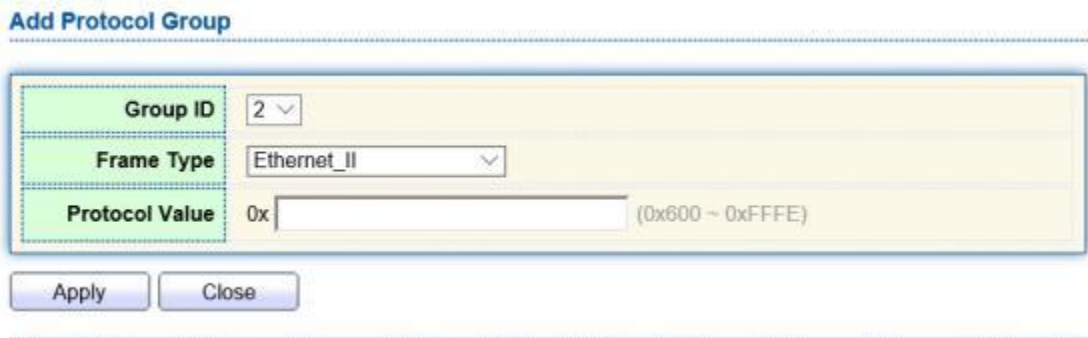 Add Protocol Group
Group ID 2
Frame Type Ethernet_II
Protocol Value 0x (0x600 ~ 0xFFFE)
Apply Close